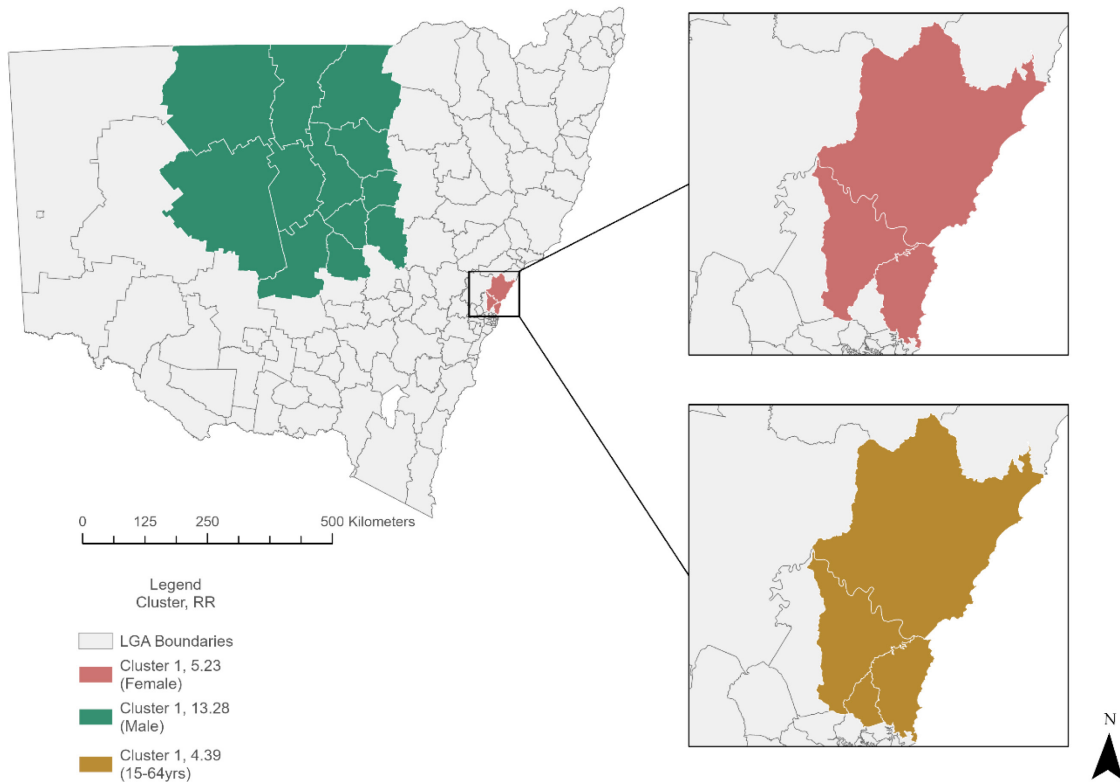 0 125 250 500 Kilometers
Legend
Cluster, RR
LGA Boundaries
Cluster 1, 5.23
(Female)
Cluster 1, 13.28
(Male)
Cluster 1, 4.39
(15-64yrs)
N